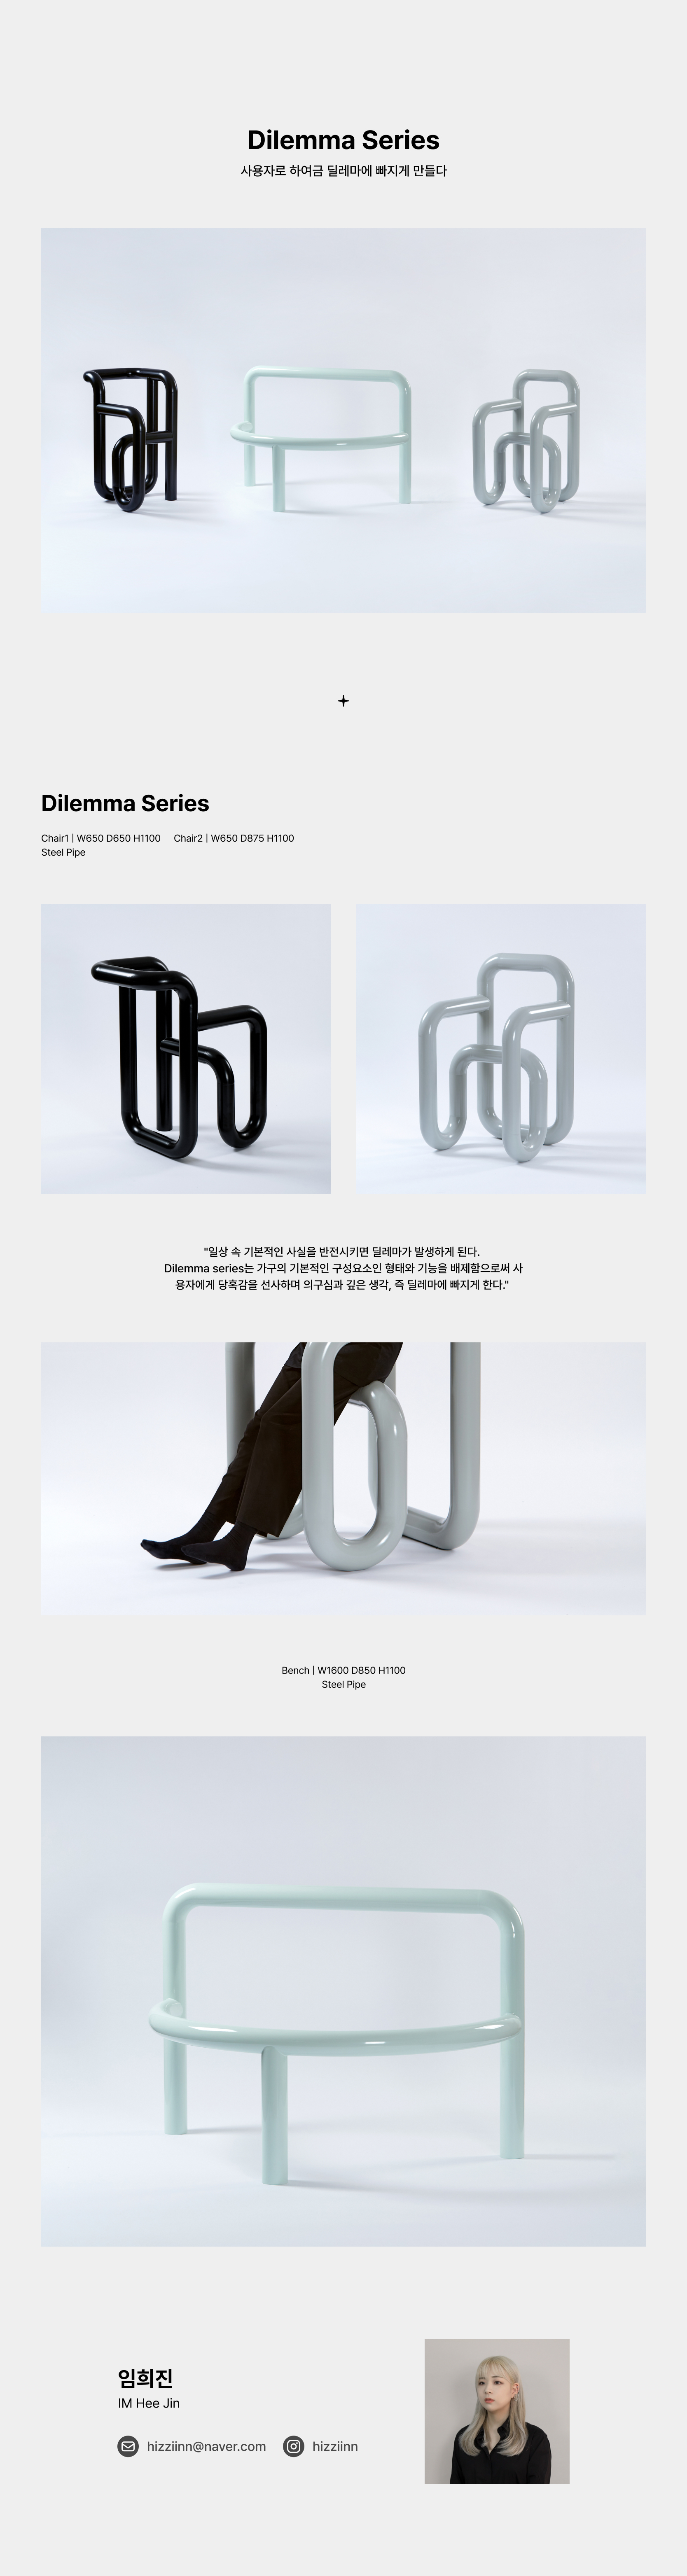 Dilemma Series
사용자로 하여금 딜레마에 빠지게 만들다
Dilemma Series
Chair1 | W650 D650 H1100 Chair2 | W650 D875 H1100
Steel Pipe
"일상 속 기본적인 사실을 반전시키면 딜레마가 발생하게 된다.
Dilemma series는 가구의 기본적인 구성요소인 형태와 기능을 배제함으로써 사
용자에게 당혹감을 선사하며 의구심과 깊은 생각, 즉 딜레마에 빠지게 한다."
Bench | W1600 D850 H1100
Steel Pipe
임희진
IM Hee Jin
hizziinn@naver.com hizziinn